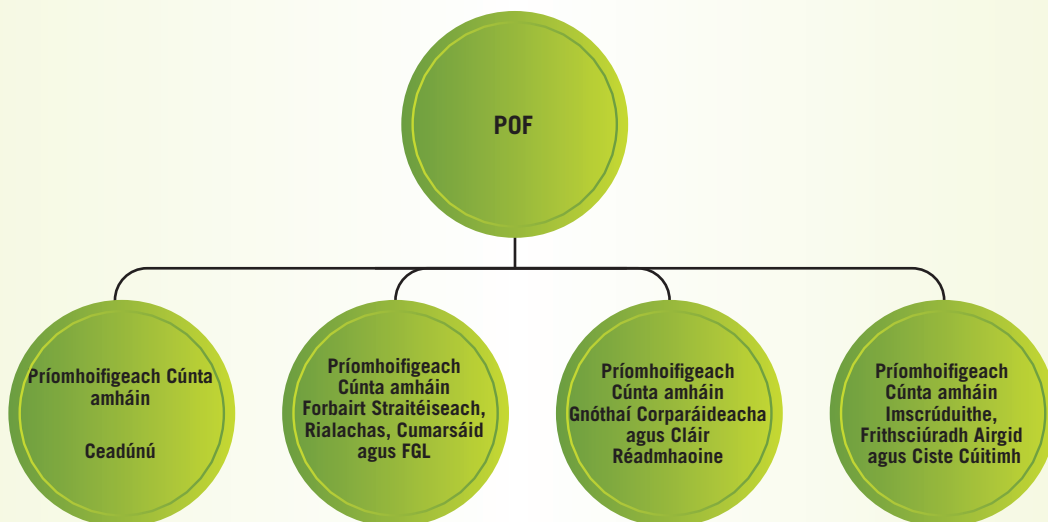 POF
Príomhoifigeach Cúnta
amháin
Ceadúnú
Príomhoifigeach
Cúnta amháin
Forbairt Straitéiseach,
Rialachas, Cumarsáid
agus FGL
Príomhoifigeach
Cúnta amháin
Gnóthaí Corparáideacha
agus Cláir
Réadmhaoine
Príomhoifigeach
Cúnta amháin
Imscrúduithe,
Frithsciúradh Airgid
agus Ciste Cúitimh